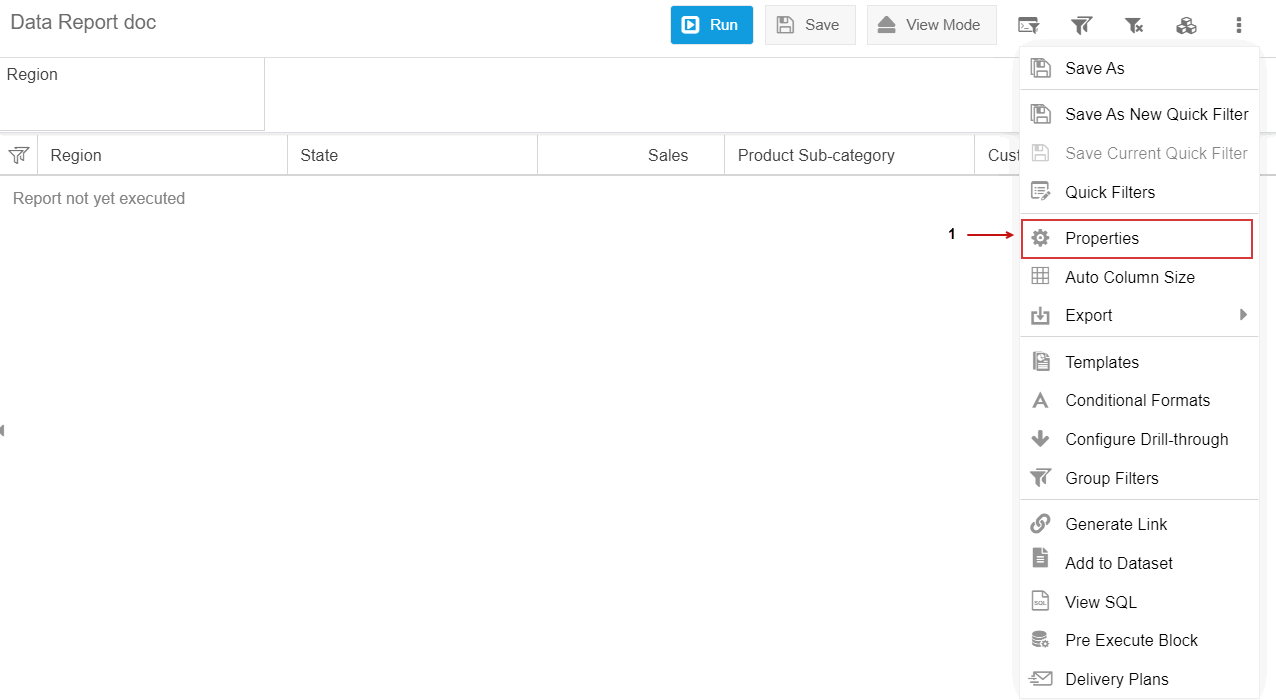 Data Report doc
Run
Save
View Mode
Region
Region
State
Sales
Product Sub-category
Cust
Report not yet executed
Save As
Save As New Quick Filter
Save Current Quick Filter
Quick Filters
1
Properties
Auto Column Size
Export
Templates
Conditional Formats
Configure Drill-through
Group Filters
Generate Link
Add to Dataset
SQL
View SQL
Pre Execute Block
Delivery Plans